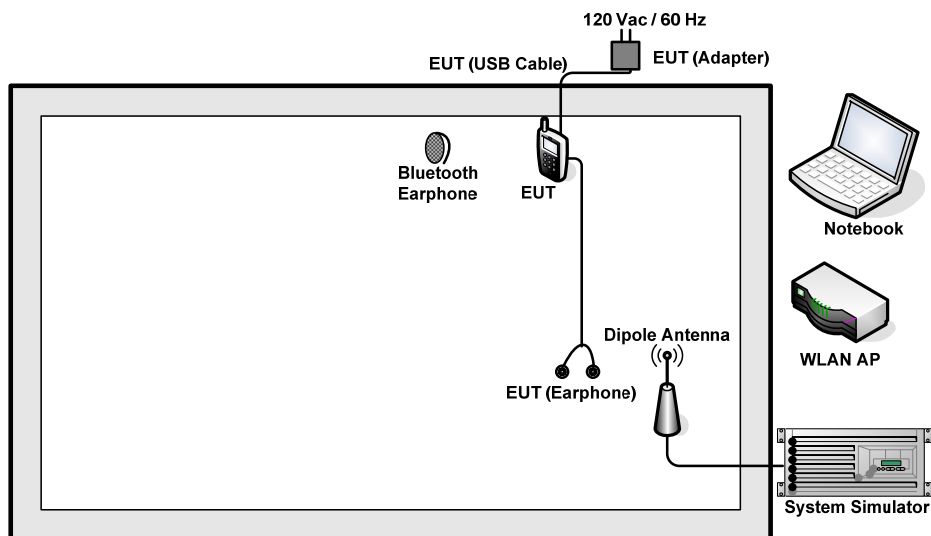 120 Vac / 60 Hz
EUT (USB Cable)
EUT (Adapter)
Bluetooth
Earphone
EUT
Notebook
Dipole Antenna
WLAN AP
EUT (Earphone)
System Simulator